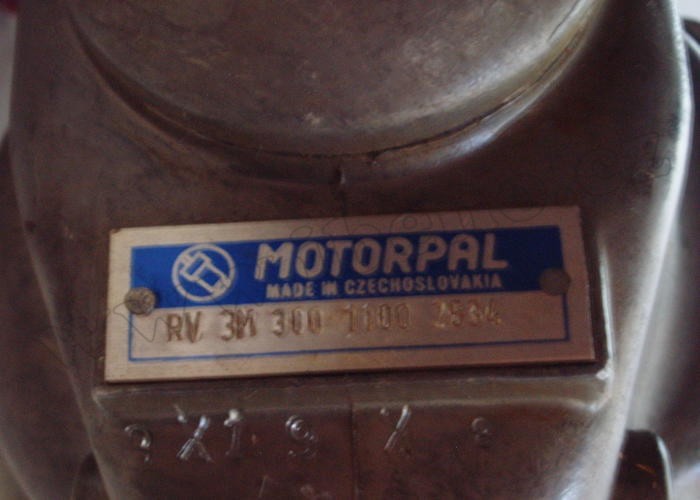 MOTORPAL
MADE IN CZECHOSLOVAKIA
RV 3M 300 1100 2534